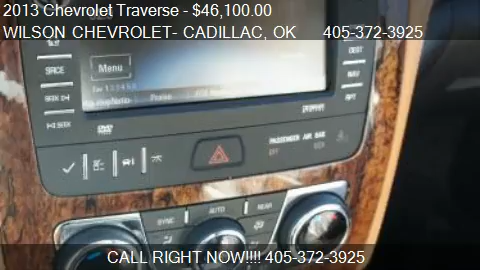 2013 Chevrolet Traverse - $46,100.00
WILSON CHEVROLET- CADILLAC, OK 405-372-3925
SRCE
Menu
DEST
NAV
RPT
SEEK
SEEK
DVD
PASSENGER AIR BAG
OFF
SYNC
AUTO
REAR
CALL RIGHT NOW!!!! 405-372-3925